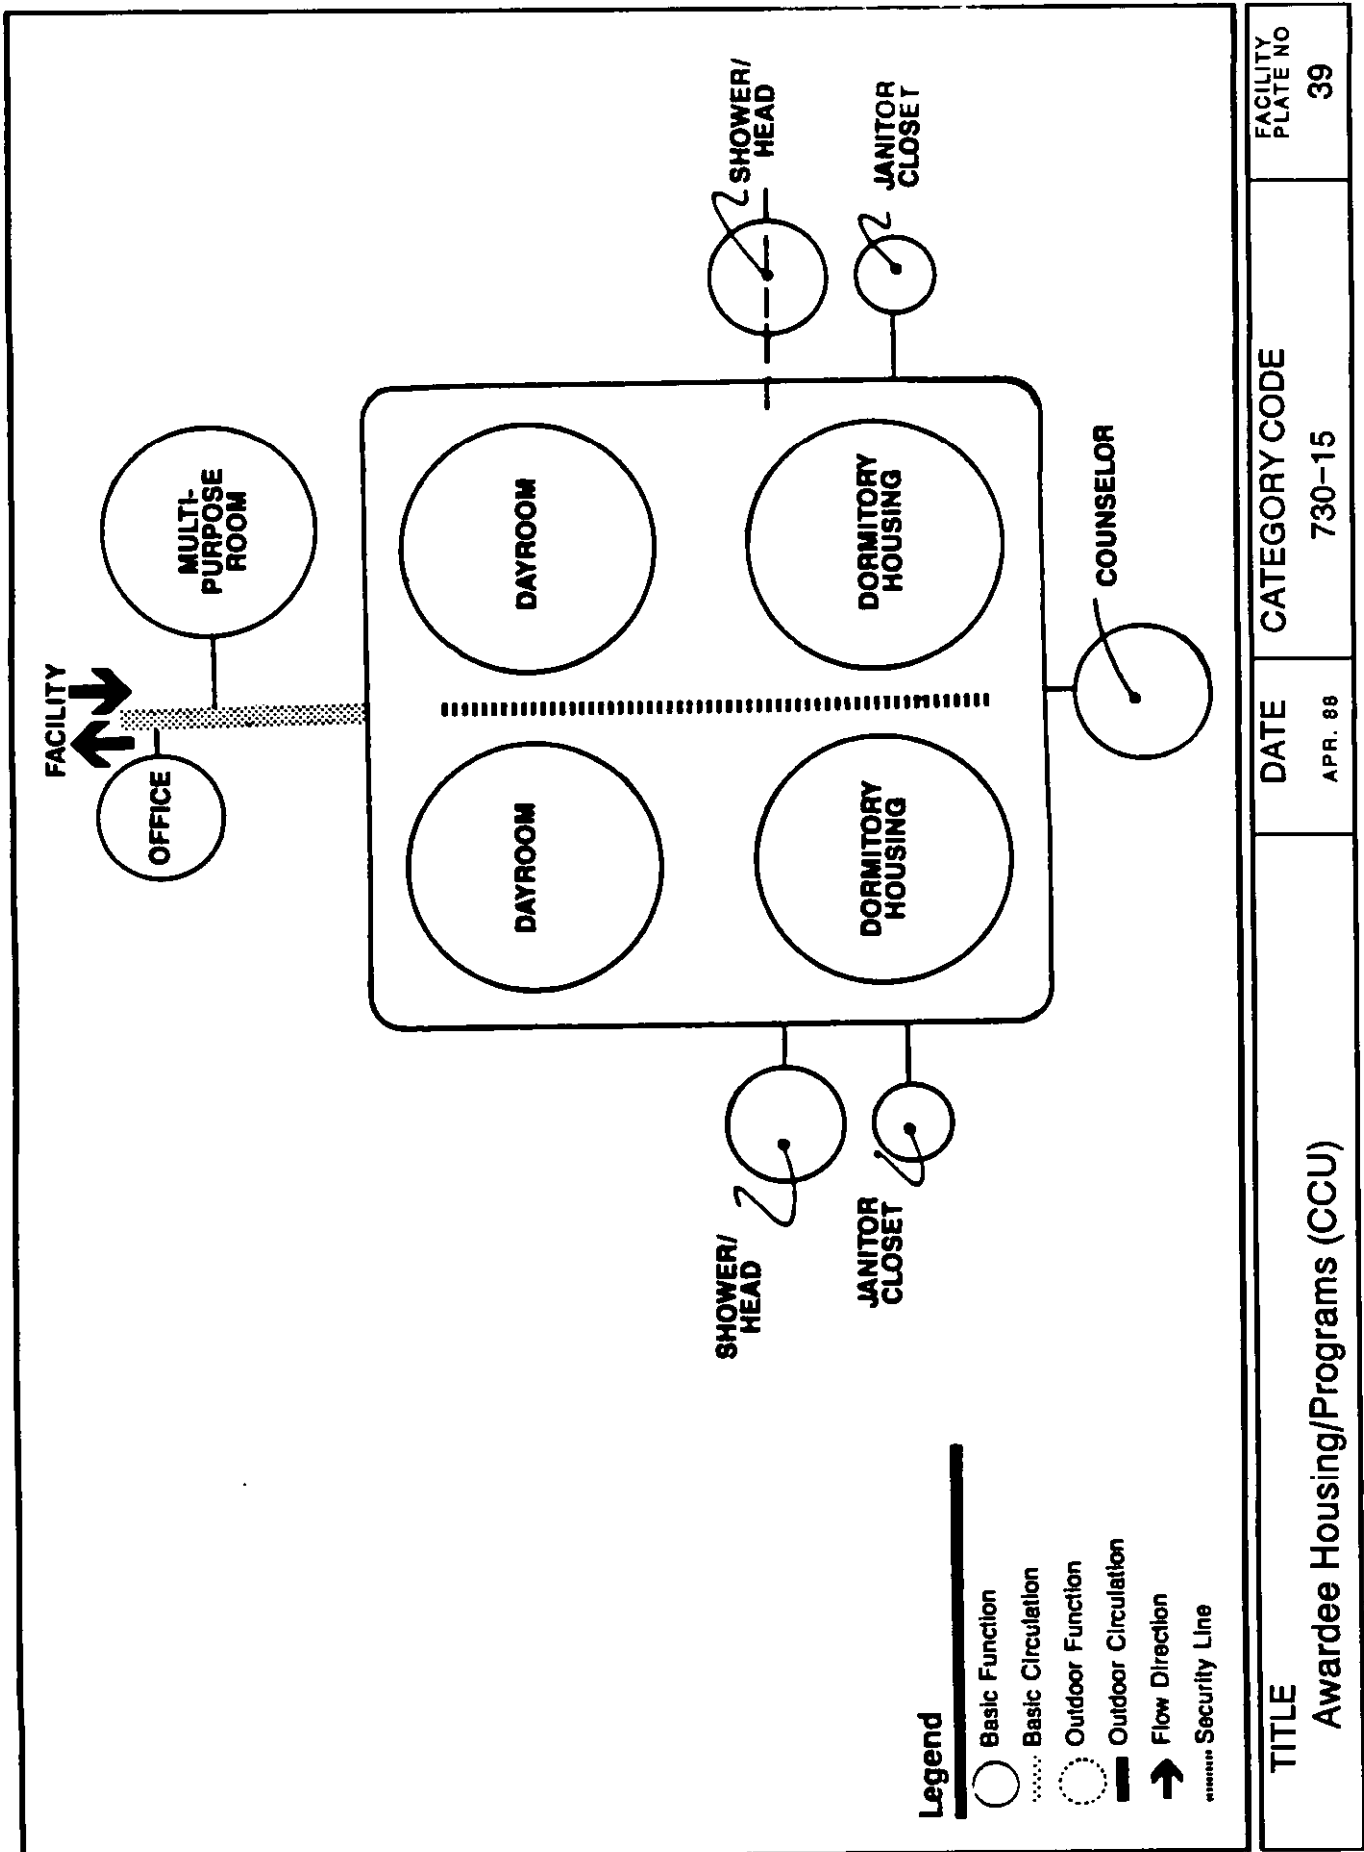 FACILITY
OFFICE
MULTI-
PURPOSE
ROOM
DAYROOM
DAYROOM
SHOWER/
HEAD
SHOWER/
HEAD
JANITOR
CLOSET
DORMITORY
HOUSING
DORMITORY
HOUSING
JANITOR
CLOSET
COUNSELOR
Legend
Basic Function
Basic Circulation
Outdoor Function
Outdoor Circulation
Flow Direction
Security Line
TITLE
Awardee Housing/Programs (CCU)
DATE
APR. 88
CATEGORY CODE
730-15
FACILITY
PLATE NO
39